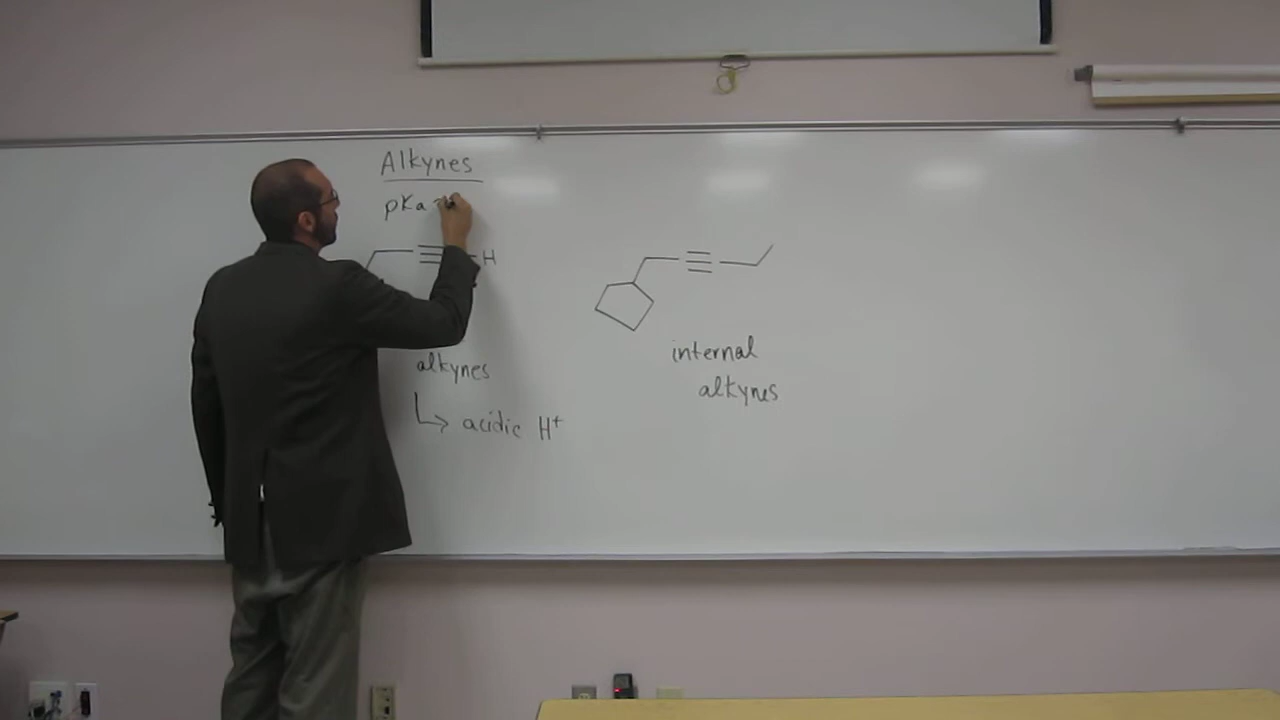 Alkynes
pKa
H
alkynes
acidic H⁺
internal
alkynes